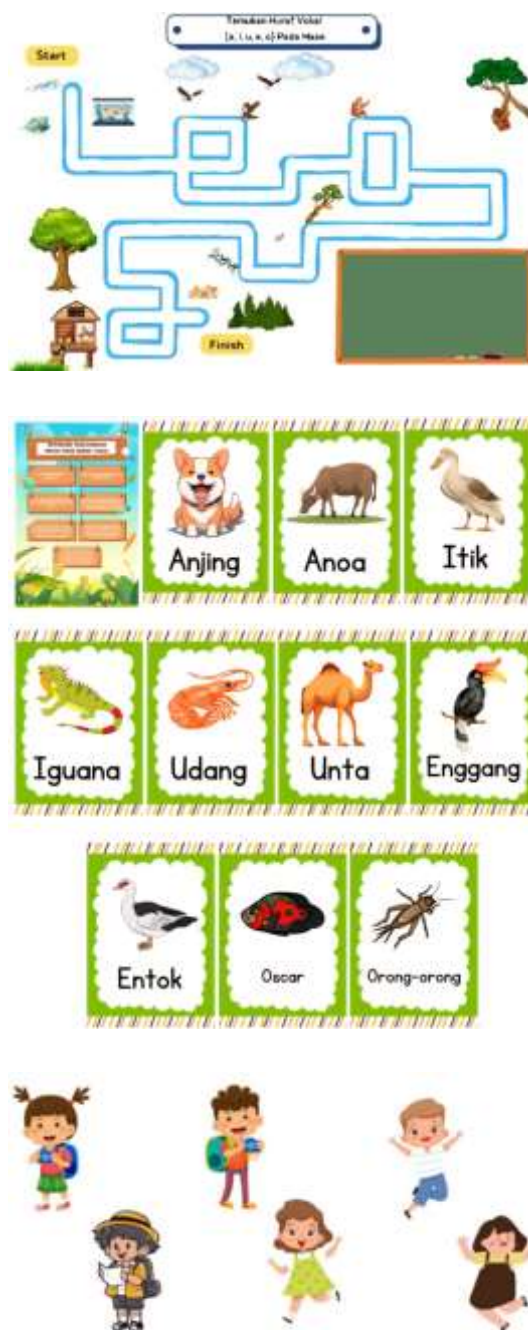 Temukan Huruf Vokal
(a, i, u, e, o) Pada Maze
Start
Finish
Anjing
Anoa
Itik
Iguana
Udang
Unta
Enggang
Entok
Oscar
Orong-orong